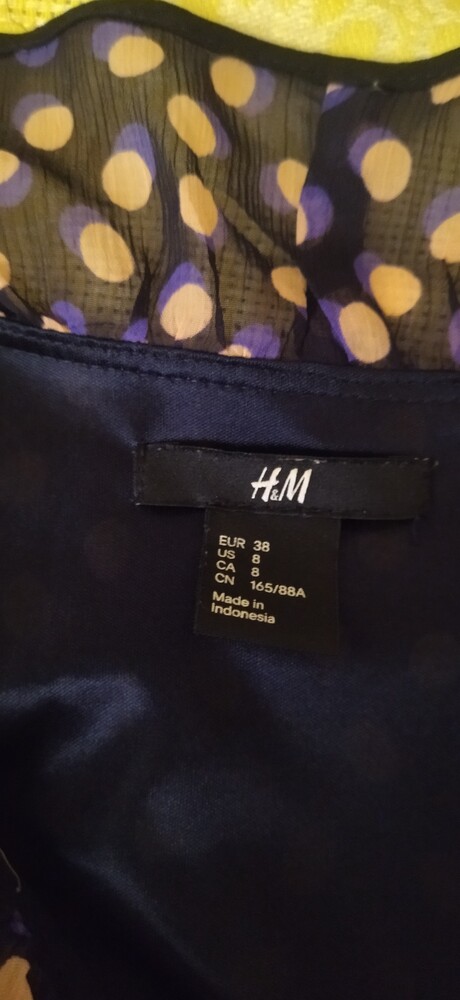 H&M
EUR 38
US 8
CA 8
CN 165/88A
Made in
Indonesia